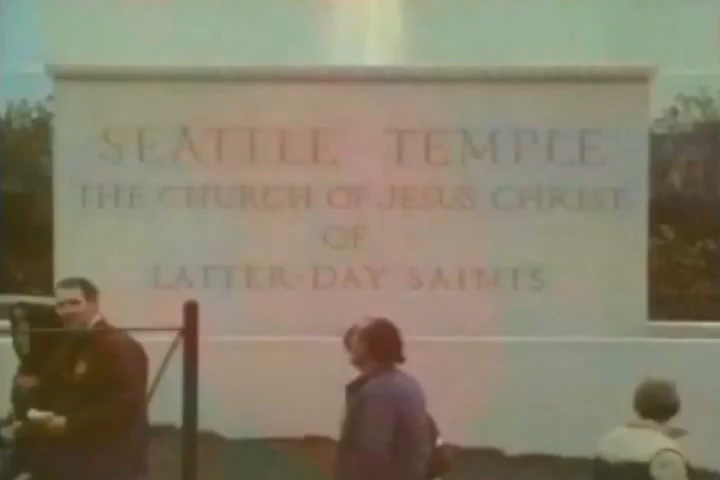 SEATTLE TEMPLE
THE CHURCH OF JESUS CHRIST
OF
LATTER-DAY SAINTS